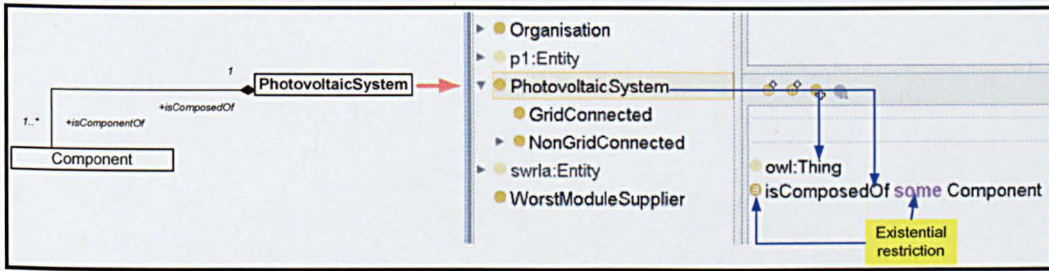 1
PhotovoltaicSystem
+isComposedOf
1..*
+isComponentOf
Component
Organisation
p1:Entity
PhotovoltaicSystem
GridConnected
NonGridConnected
swrla:Entity
WorstModuleSupplier
owl:Thing
isComposedOf some Component
Existential
restriction